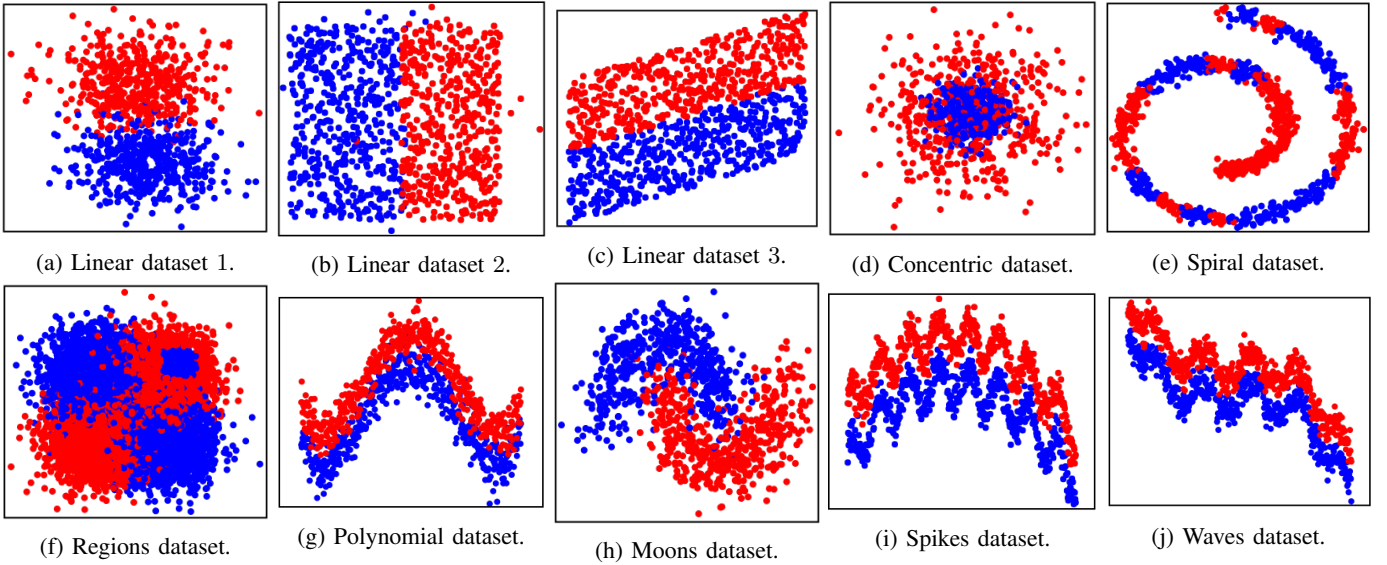 (a) Linear dataset 1.
(b) Linear dataset 2.
(c) Linear dataset 3.
(d) Concentric dataset.
(e) Spiral dataset.
(f) Regions dataset.
(g) Polynomial dataset.
(h) Moons dataset.
(i) Spikes dataset.
(j) Waves dataset.